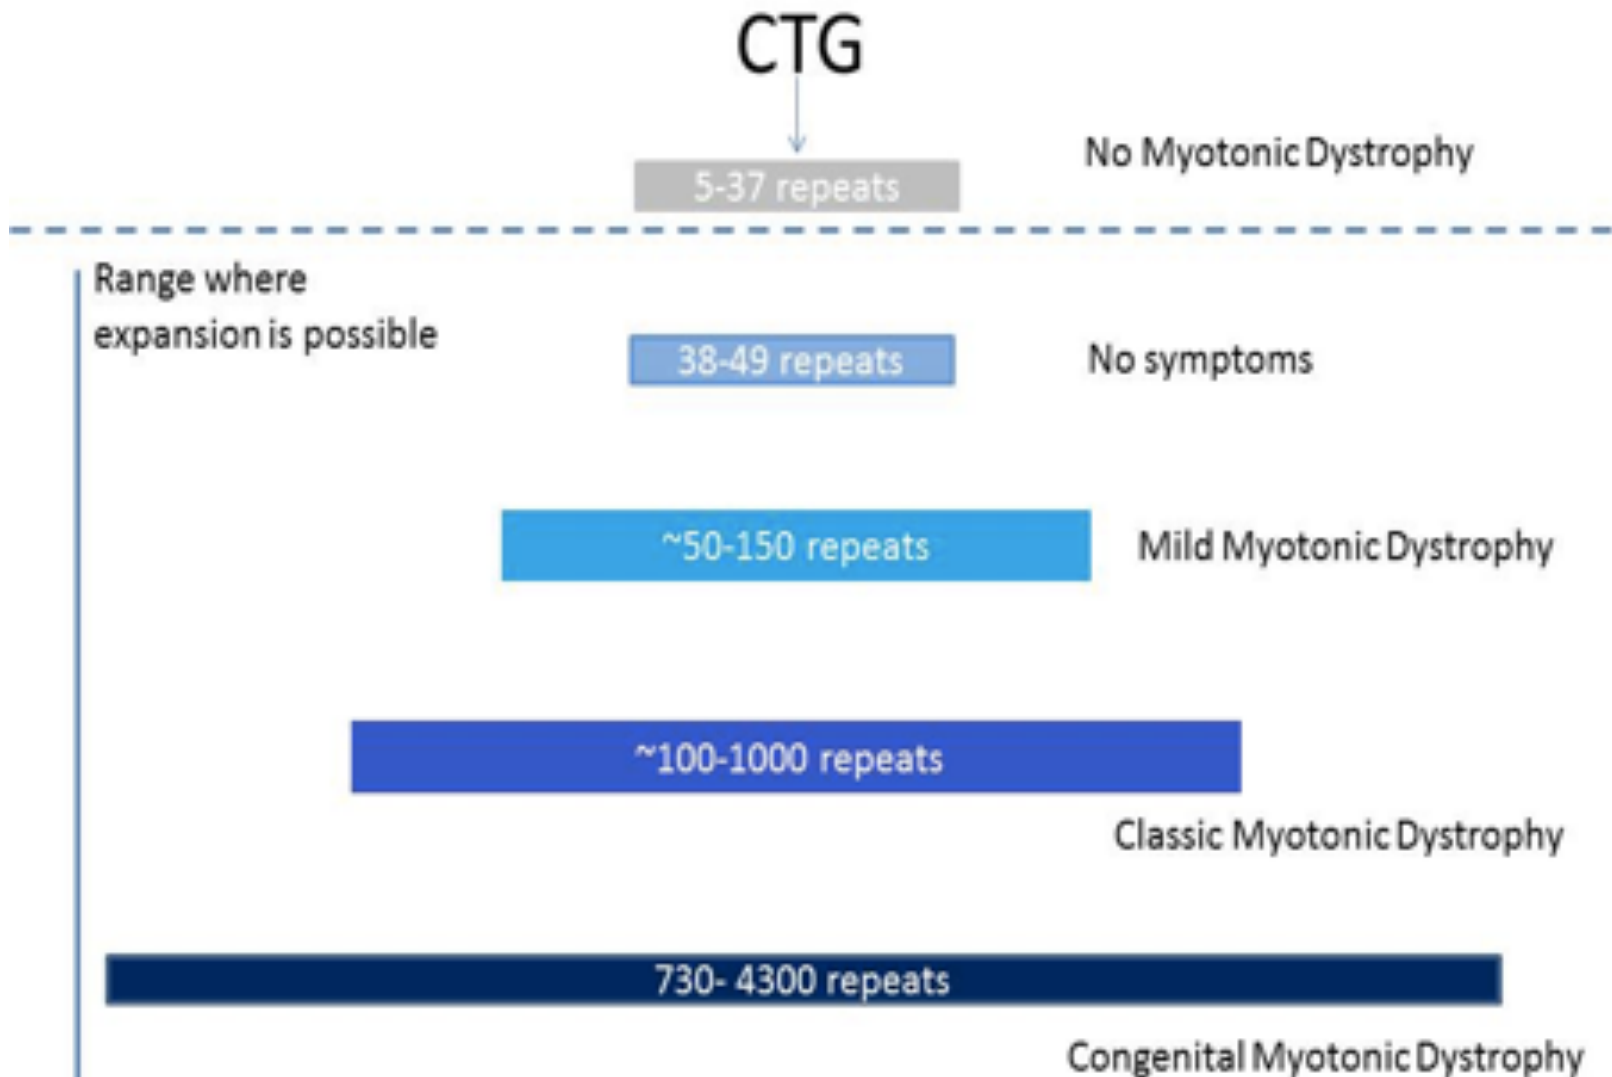 CTG
No Myotonic Dystrophy
5-37 repeats
Range where
expansion is possible
38-49 repeats
No symptoms
~50-150 repeats
Mild Myotonic Dystrophy
~100-1000 repeats
Classic Myotonic Dystrophy
730- 4300 repeats
Congenital Myotonic Dystrophy